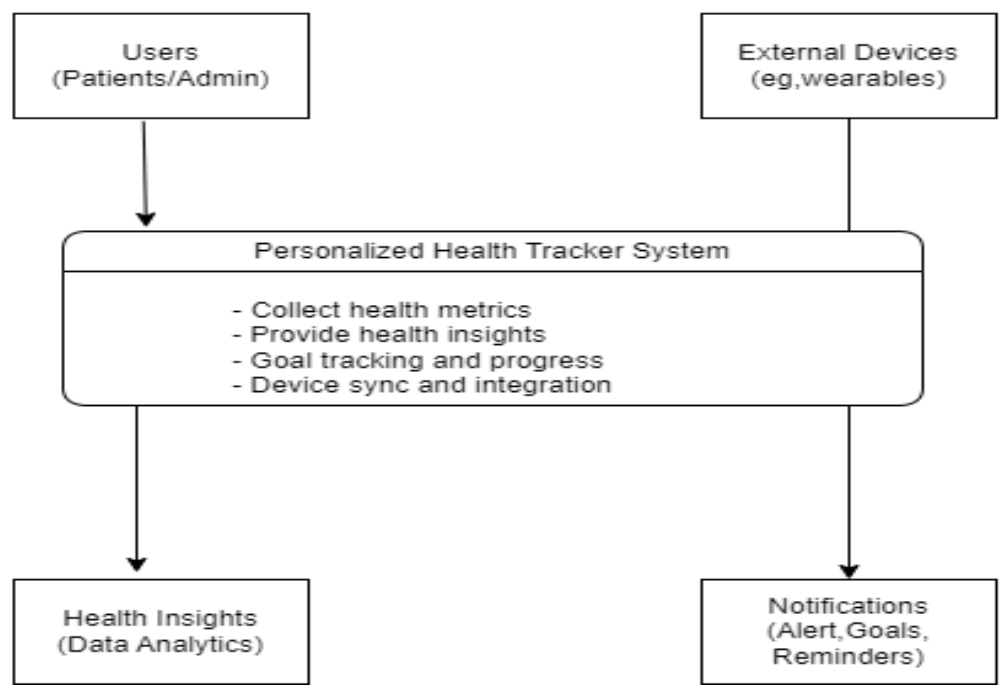 Users
(Patients/Admin)
External Devices
(eg,wearables)
Personalized Health Tracker System
- Collect health metrics
- Provide health insights
- Goal tracking and progress
- Device sync and integration
Health Insights
(Data Analytics)
Notifications
(Alert,Goals,
Reminders)